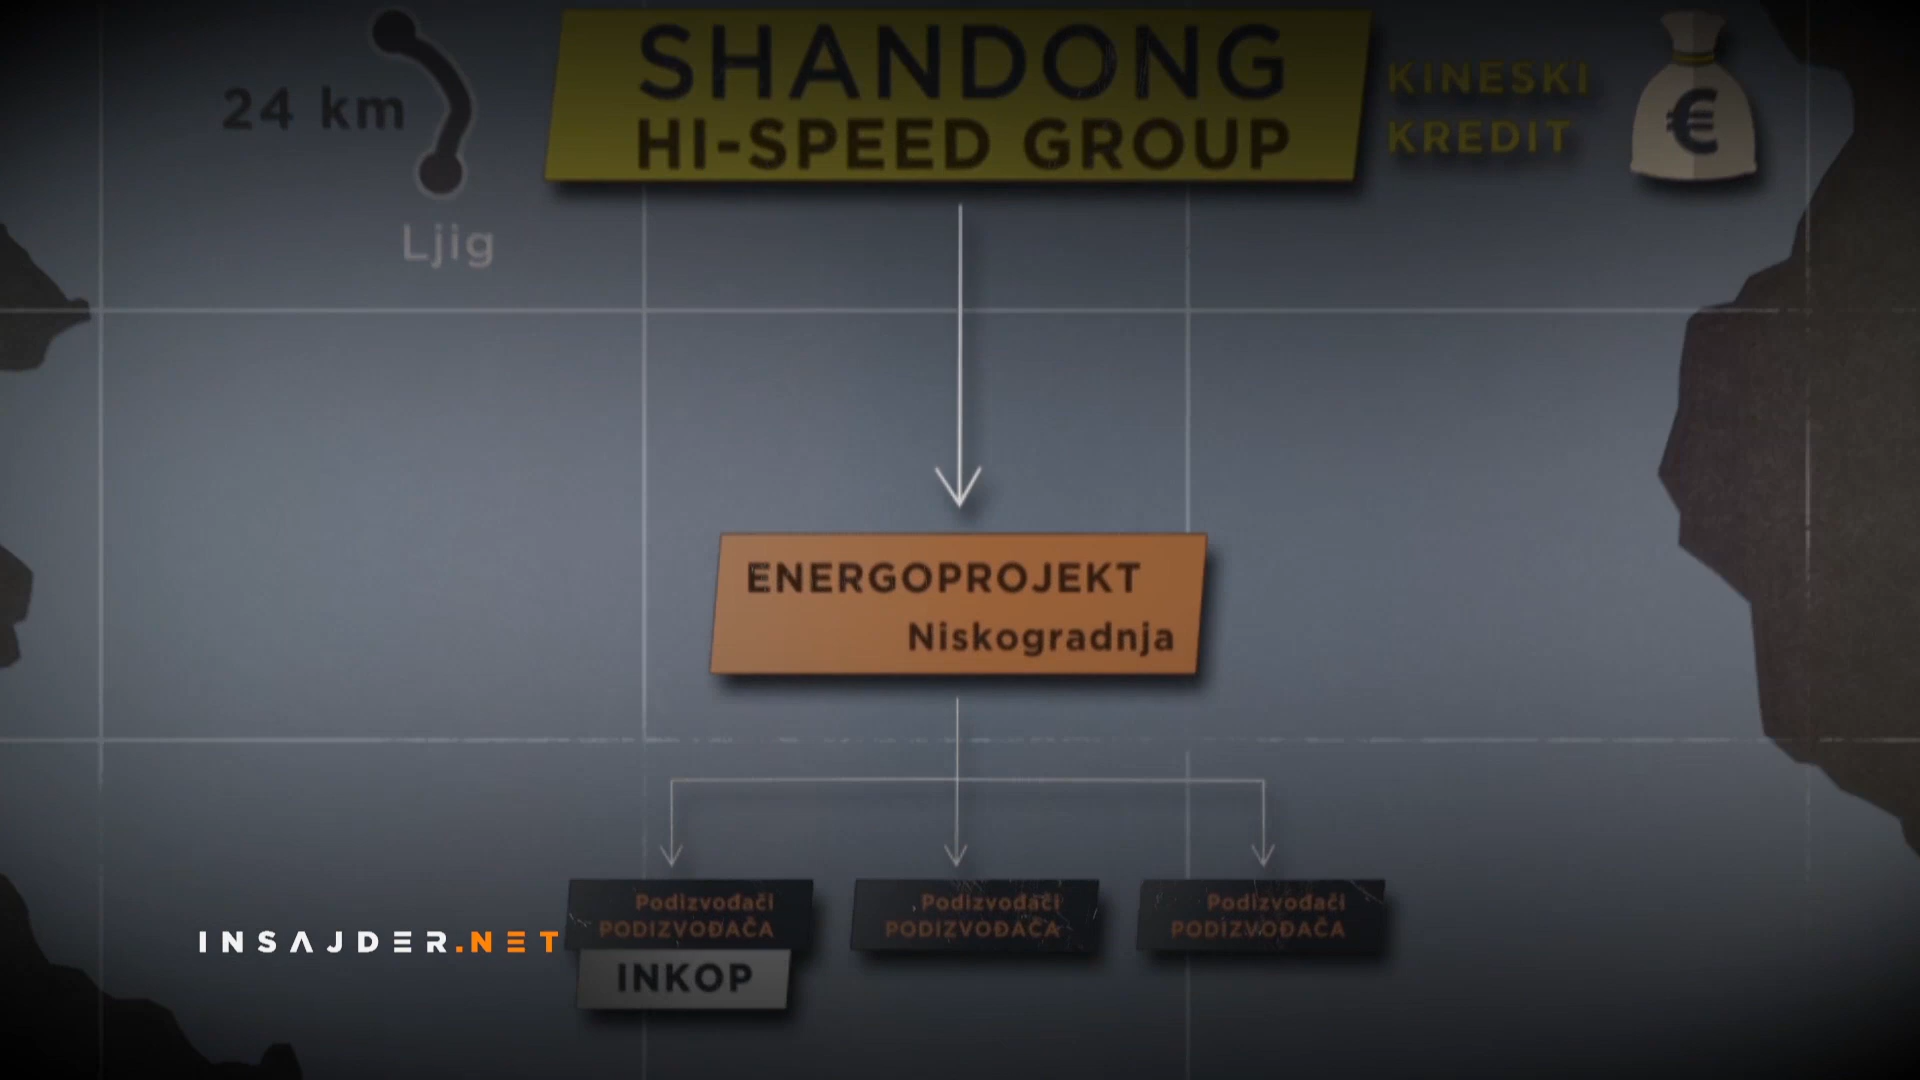 24 km
Ljig
SHANDONG
HI-SPEED GROUP
KINESKI
KREDIT
€
ENERGOPROJEKT
Niskogradnja
Podizvođači
PODIZVOĐAČA
INKOP
Podizvođači
PODIZVOĐAČA
Podizvođači
PODIZVOĐAČA
INSAJDER.NET